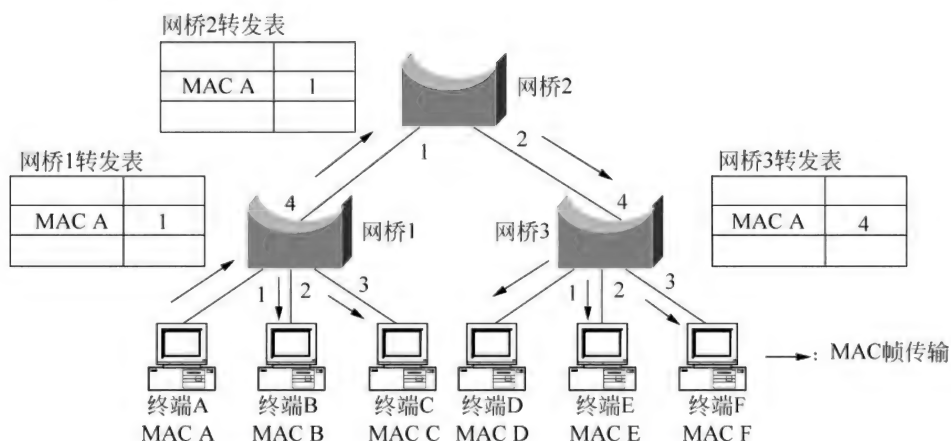 网桥2转发表
MAC A 1
网桥2
1 2
网桥1转发表
MAC A 1
网桥3转发表
MAC A 4
4 网桥1
网桥3 4
1 2 3
1 2 3
→: MAC帧传输
终端A 终端B 终端C 终端D 终端E 终端F
MAC A MAC B MAC C MAC D MAC E MAC F